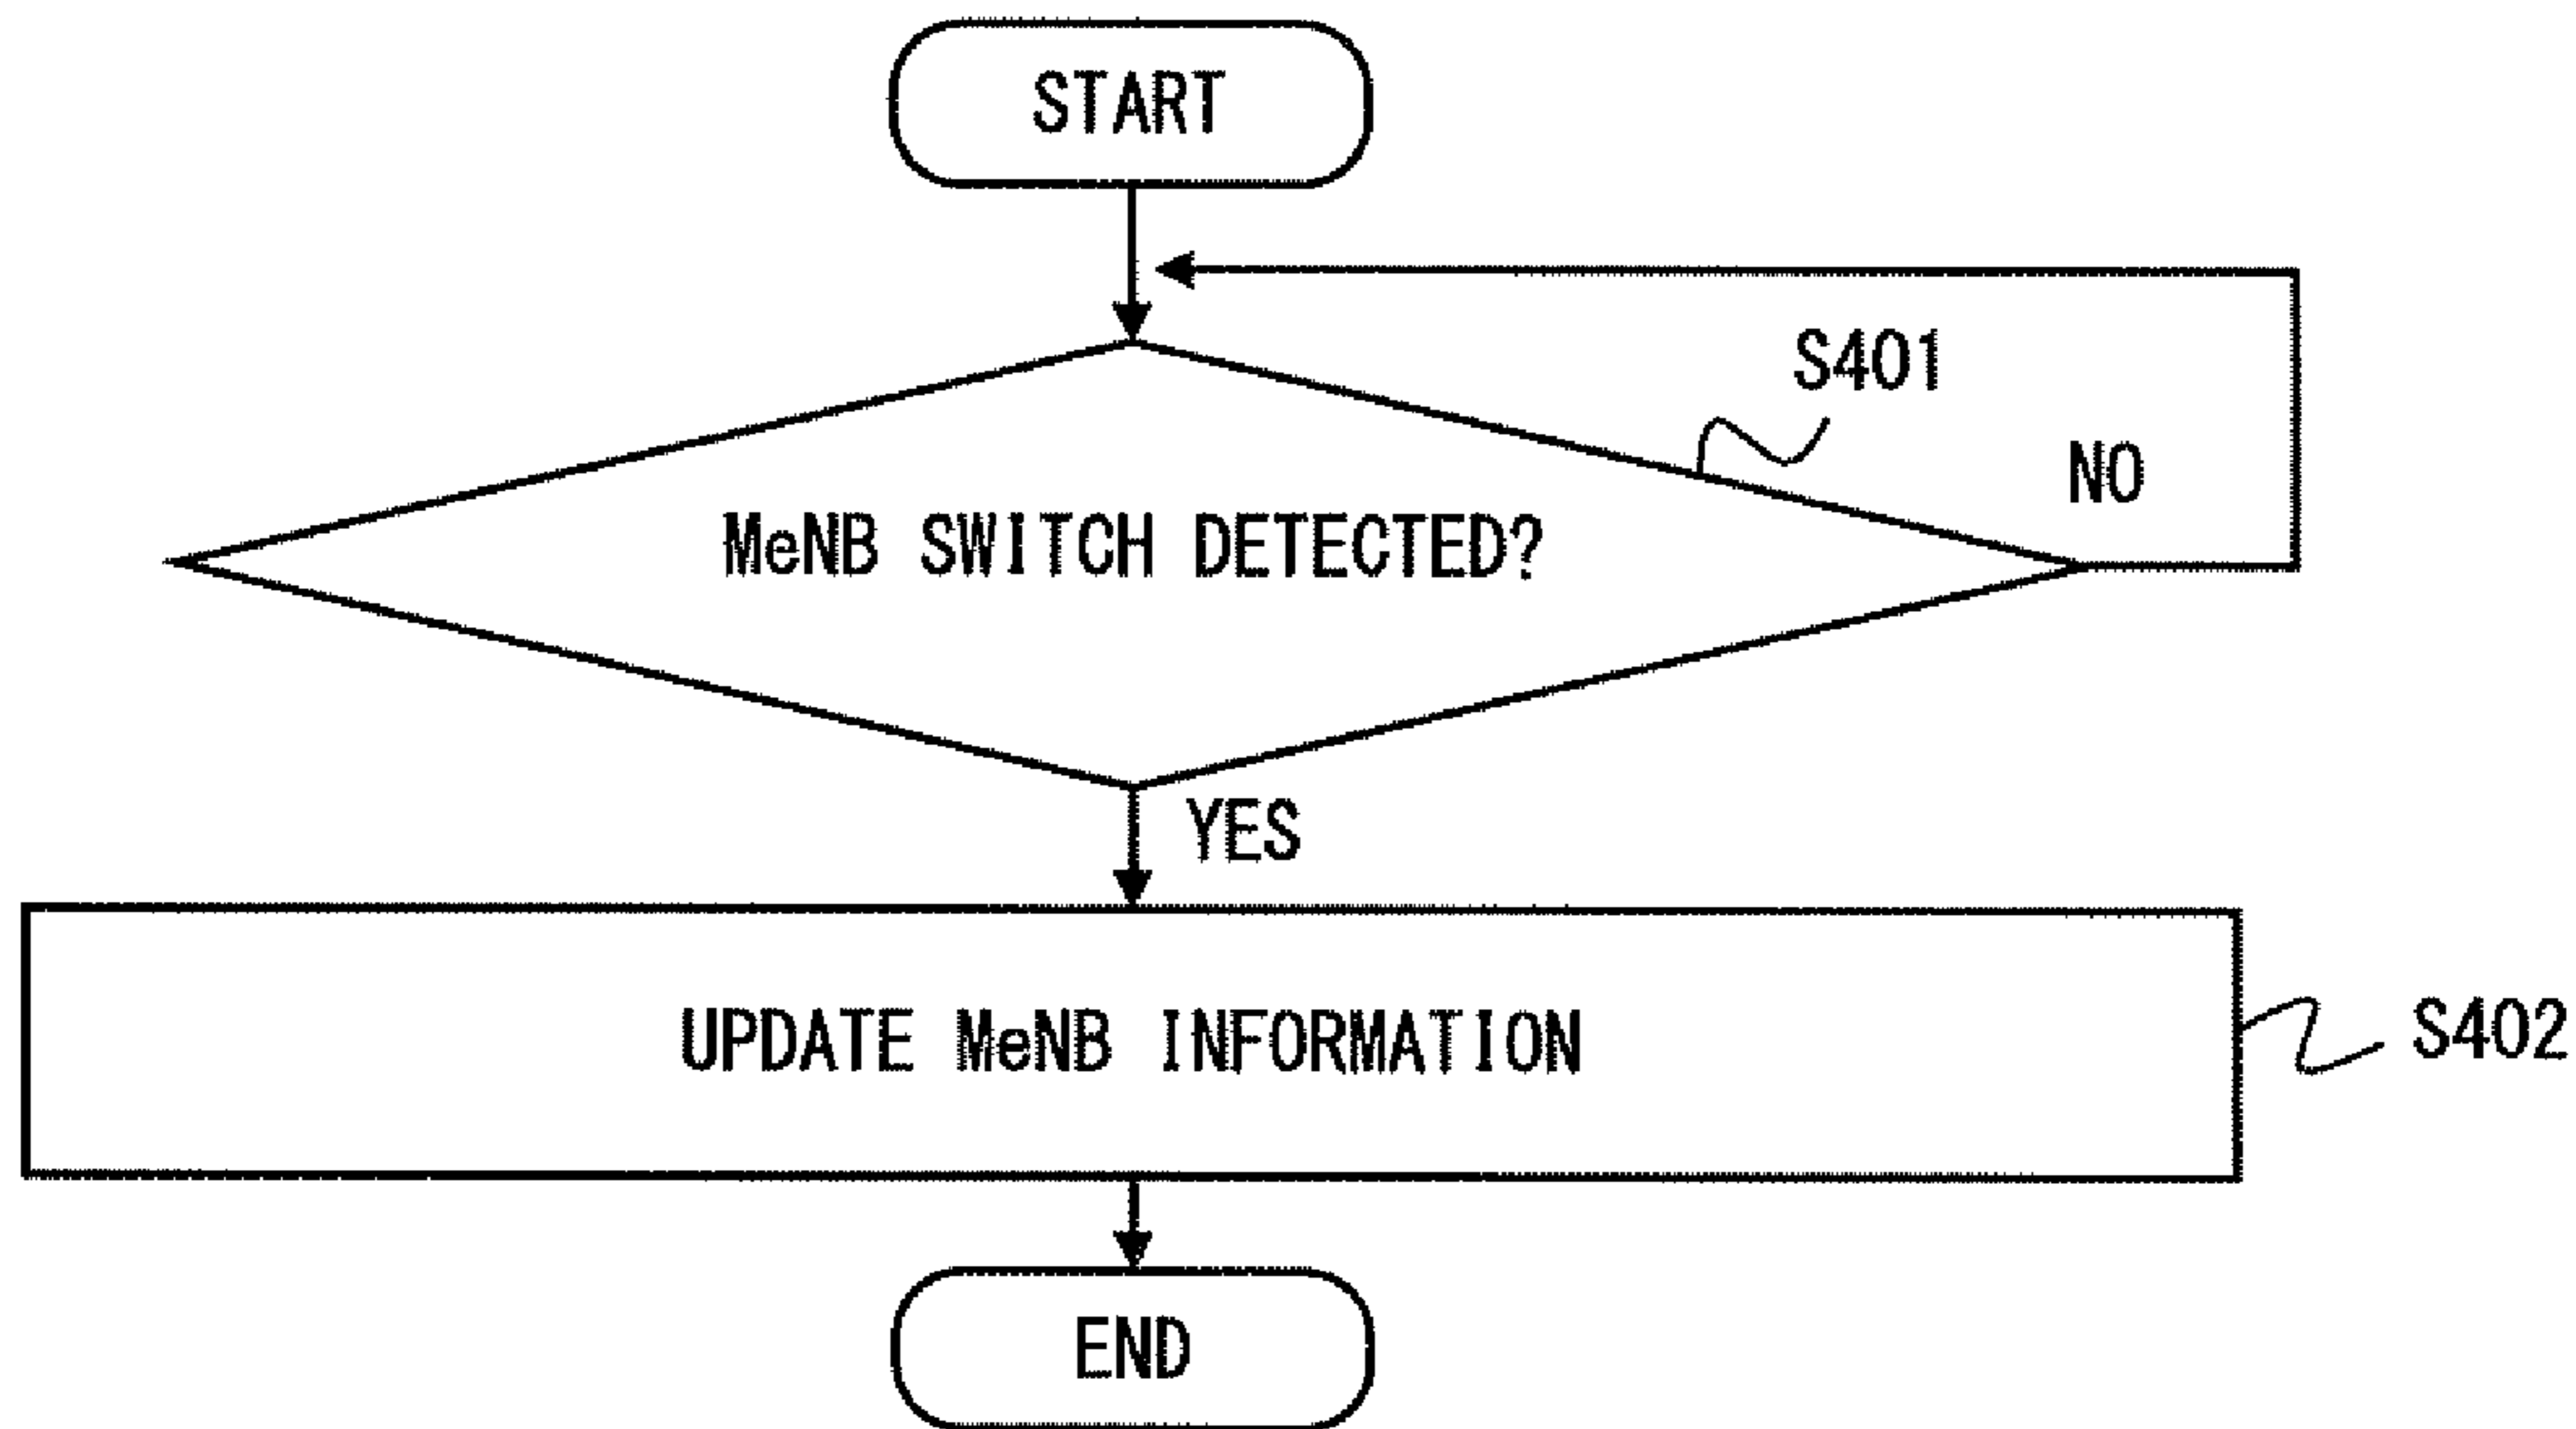 START
S401
NO
MeNB SWITCH DETECTED?
YES
UPDATE MeNB INFORMATION
S402
END